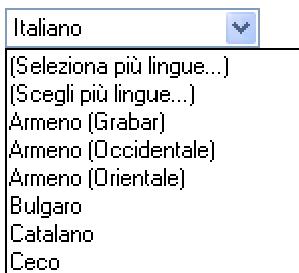 Italiano
(Seleziona più lingue...)
(Scegli più lingue...)
Armeno (Grabar)
Armeno (Occidentale)
Armeno (Orientale)
Bulgaro
Catalano
Ceco